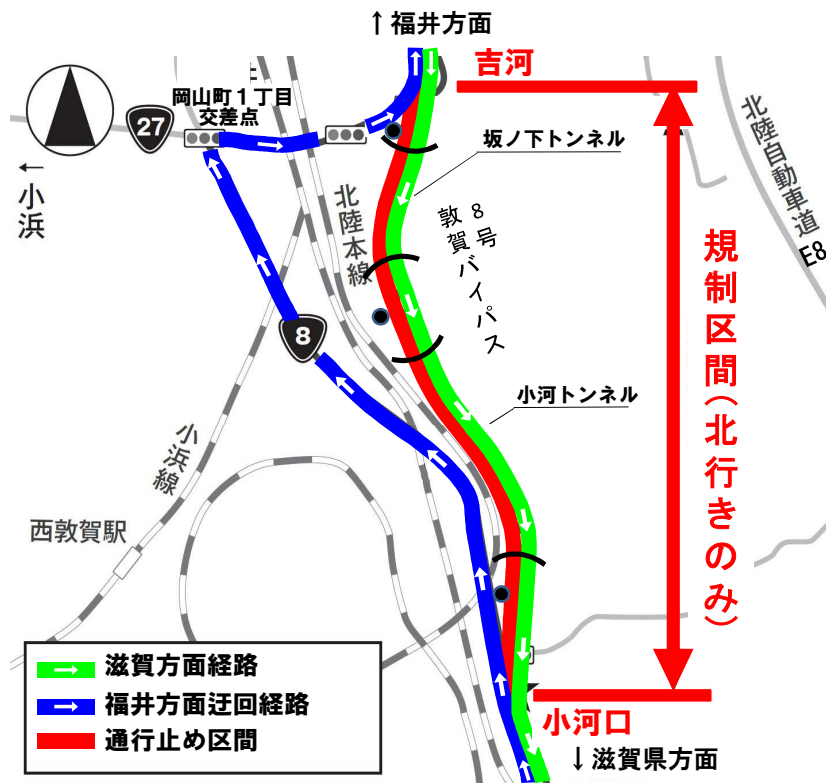 ↑福井方面
吉河
岡山町1丁目
交差点
27
←
小浜
坂ノ下トンネル
北陸自動車道
E8
北陸本線
8号
敦賀バイパス
規制区間(北行きのみ)
8
小河トンネル
小浜線
西敦賀駅
滋賀方面経路
福井方面迂回経路
通行止め区間
小河口
↓滋賀県方面